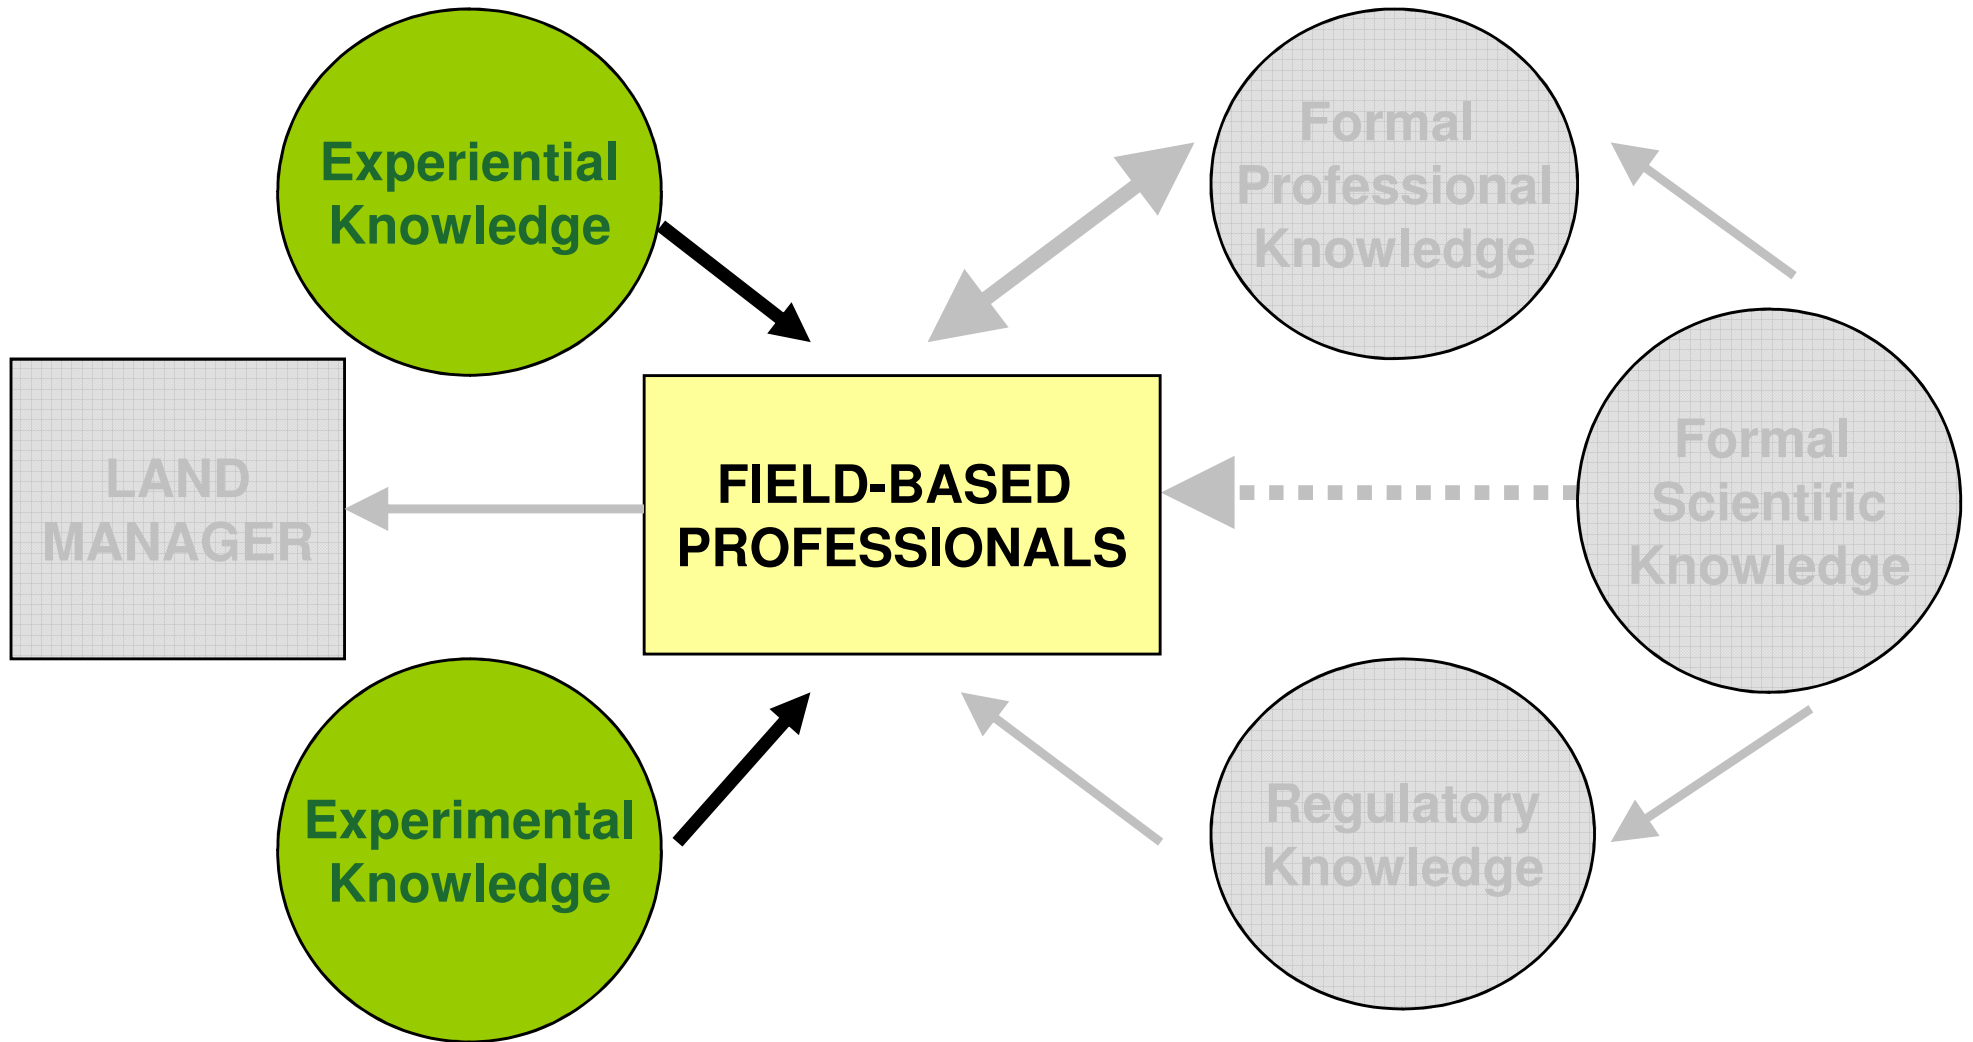 Experiential
Knowledge
Formal
Professional
Knowledge
LAND
MANAGER
FIELD-BASED
PROFESSIONALS
Formal
Scientific
Knowledge
Experimental
Knowledge
Regulatory
Knowledge